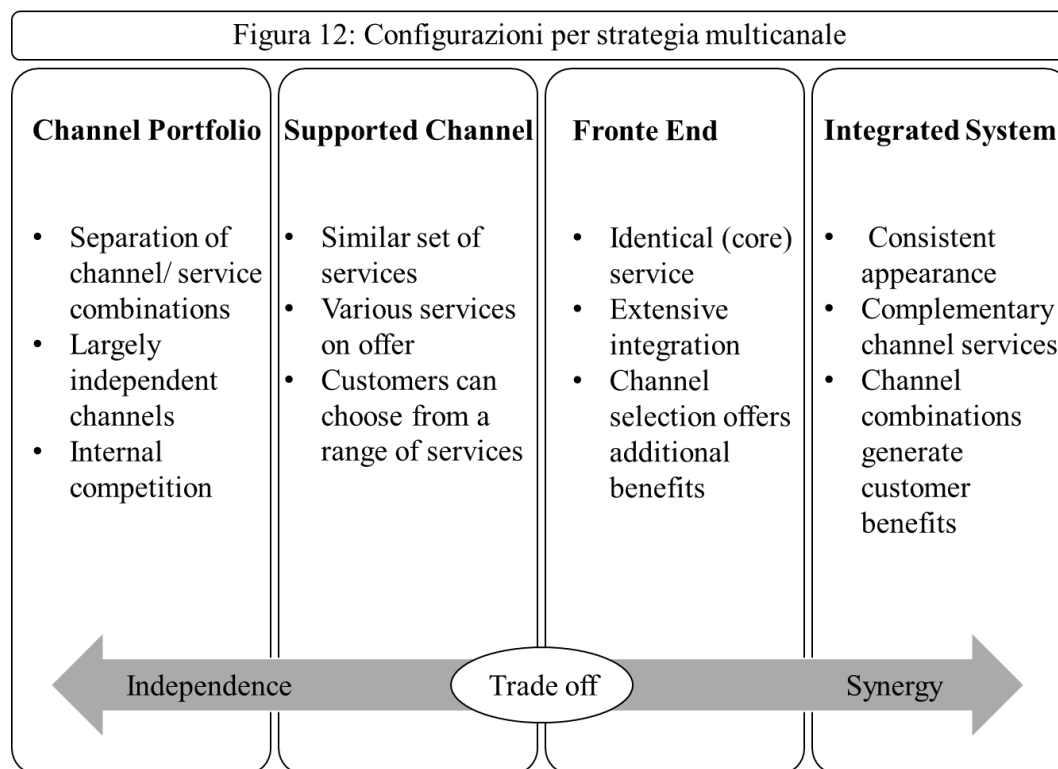 Figura 12: Configurazioni per strategia multicanale
Channel Portfolio
• Separation of
channel/ service
combinations
• Largely
independent
channels
• Internal
competition
Supported Channel
• Similar set of
services
• Various services
on offer
• Customers can
choose from a
range of services
Fronte End
• Identical (core)
service
• Extensive
integration
• Channel
selection offers
additional
benefits
Integrated System
• Consistent
appearance
• Complementary
channel services
• Channel
combinations
generate
customer
benefits
Independence
Trade off
Synergy